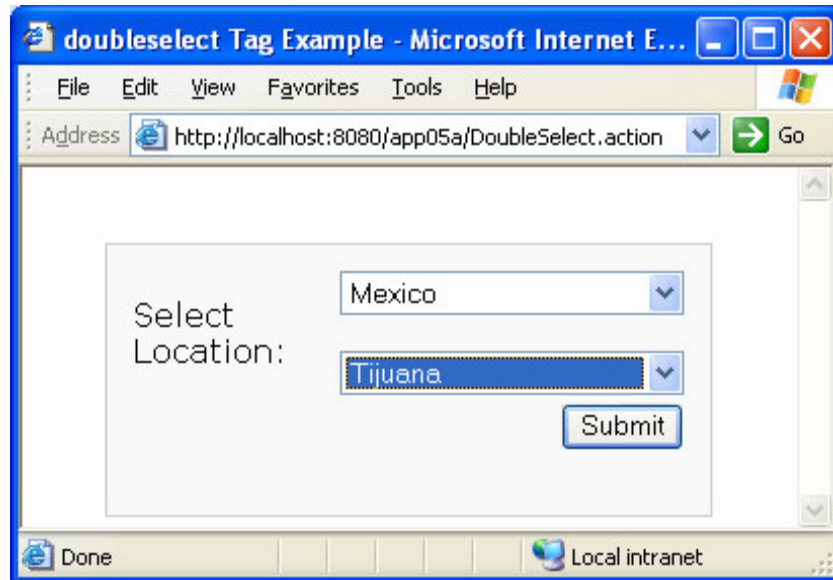 doubleselect Tag Example - Microsoft Internet E...
File Edit View Favorites Tools Help
Address http://localhost:8080/app05a/DoubleSelect.action Go
Mexico
Select
Location:
Tijuana
Submit
Done Local intranet